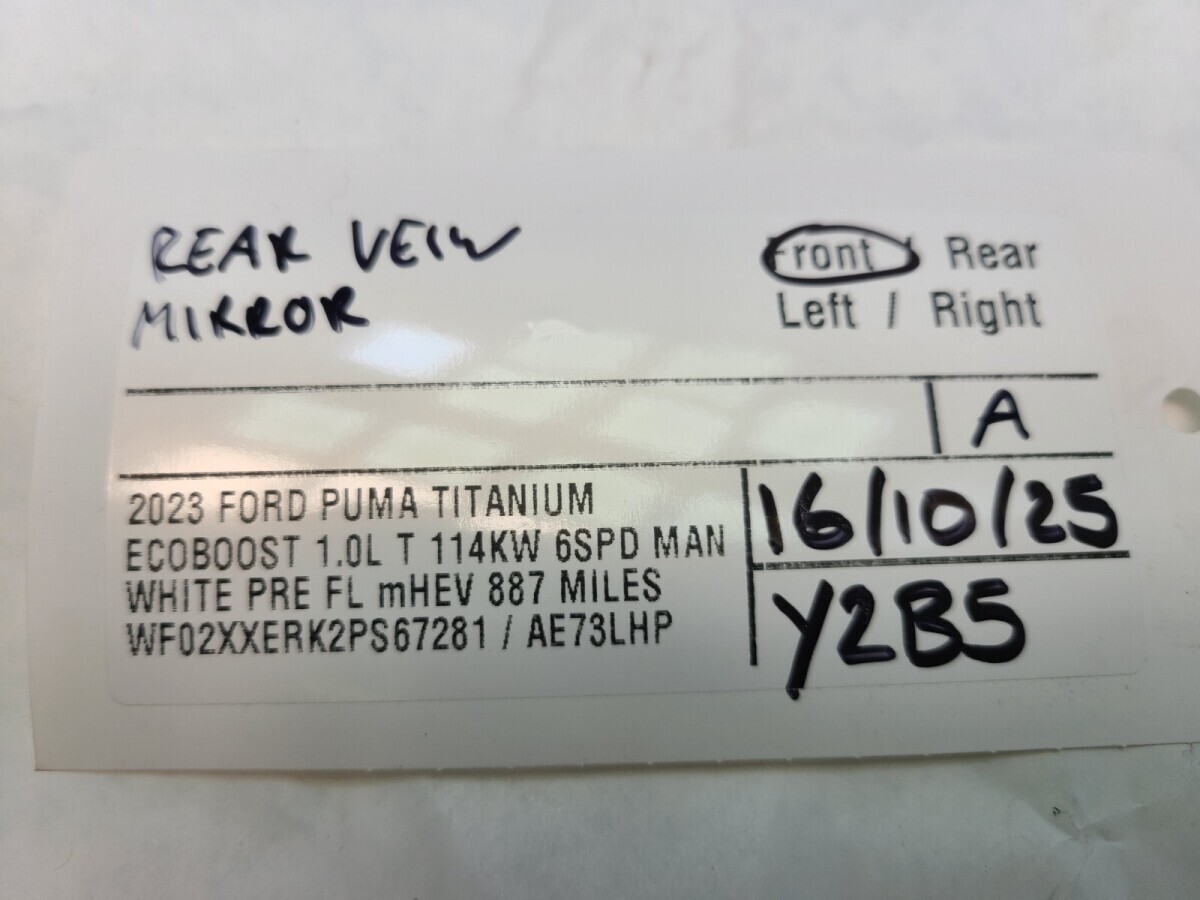 REAR VEIW
MIRROR
Front Rear
Left / Right
A
2023 FORD PUMA TITANIUM
ECOBOOST 1.0L T 114KW 6SPD MAN
WHITE PRE FL mHEV 887 MILES
WF02XXERK2PS67281 / AE73LHP
16/10/25
Y2B5